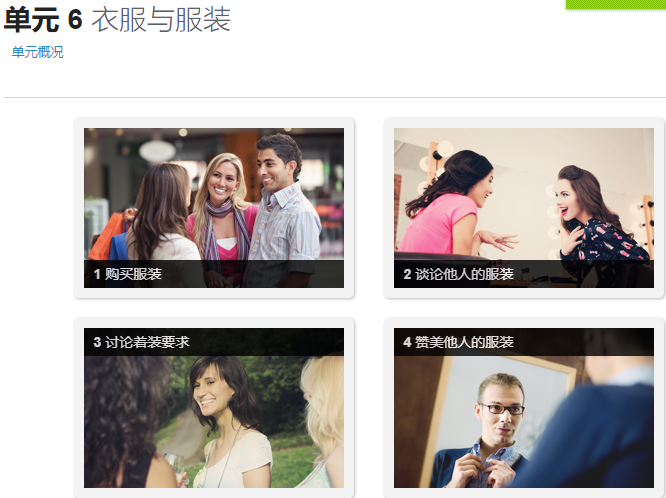 单元 6 衣服与服装
单元概况
1 购买服装
2 谈论他人的服装
3 讨论着装要求
4 赞美他人的服装